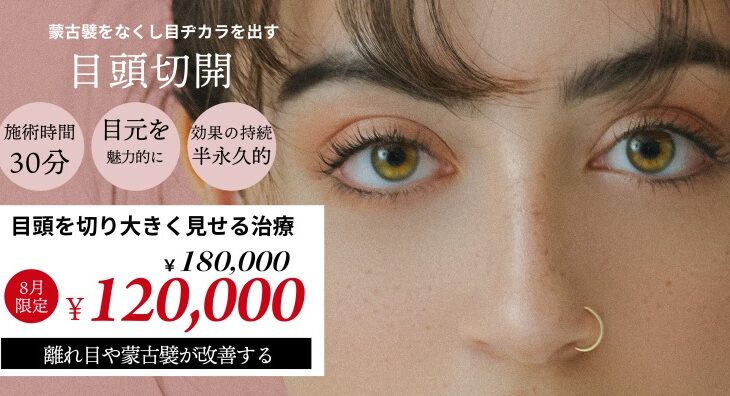 蒙古襞をなくし目ヂカラを出す
目頭切開
施術時間
30分
目元を
魅力的に
効果の持続
半永久的
目頭を切り大きく見せる治療
¥180,000
8月
限定
¥120,000
離れ目や蒙古襞が改善する